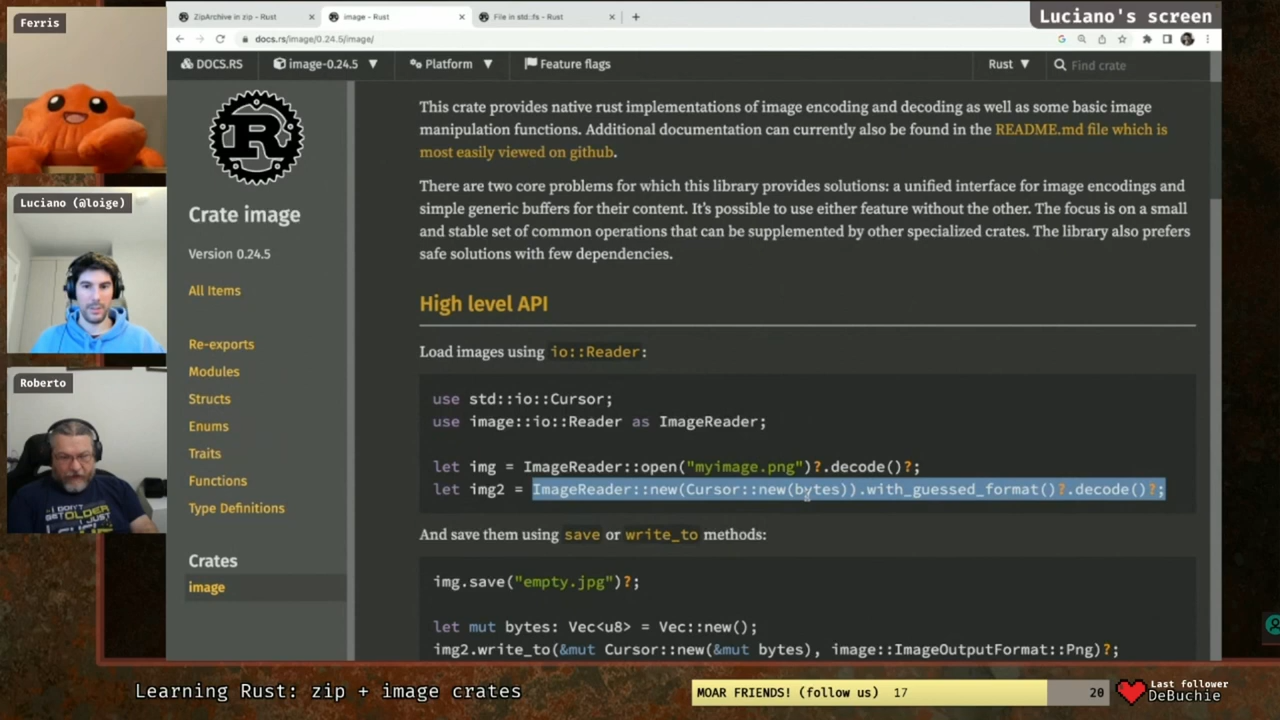 Ferris
Luciano (@loige)
Roberto
I DON'T
GET OLDER
I JUST
ZipArchive in zip - Rust
image - Rust
File in std::fs - Rust
Luciano's screen
docs.rs/image/0.24.5/image/
DOCS.RS
image-0.24.5
Platform
Feature flags
Rust
Find crate
R
Crate image
Version 0.24.5
All Items
Re-exports
Modules
Structs
Enums
Traits
Functions
Type Definitions
Crates
image
This crate provides native rust implementations of image encoding and decoding as well as some basic image
manipulation functions. Additional documentation can currently also be found in the README.md file which is
most easily viewed on github.
There are two core problems for which this library provides solutions: a unified interface for image encodings and
simple generic buffers for their content. It's possible to use either feature without the other. The focus is on a small
and stable set of common operations that can be supplemented by other specialized crates. The library also prefers
safe solutions with few dependencies.
High level API
Load images using io::Reader:
use std::io::Cursor;
use image::io::Reader as ImageReader;
let img = ImageReader::open("myimage.png")?.decode()?;
let img2 = ImageReader::new(Cursor::new(bytes)).with_guessed_format()?.decode()?;
And save them using save or write_to methods:
img.save("empty.jpg")?;
let mut bytes: Vec<u8> = Vec::new();
img2.write_to(&mut Cursor::new(&mut bytes), image::ImageOutputFormat::Png)?;
Learning Rust: zip + image crates
MOAR FRIENDS! (follow us) 17
20
Last follower
DeBuchie